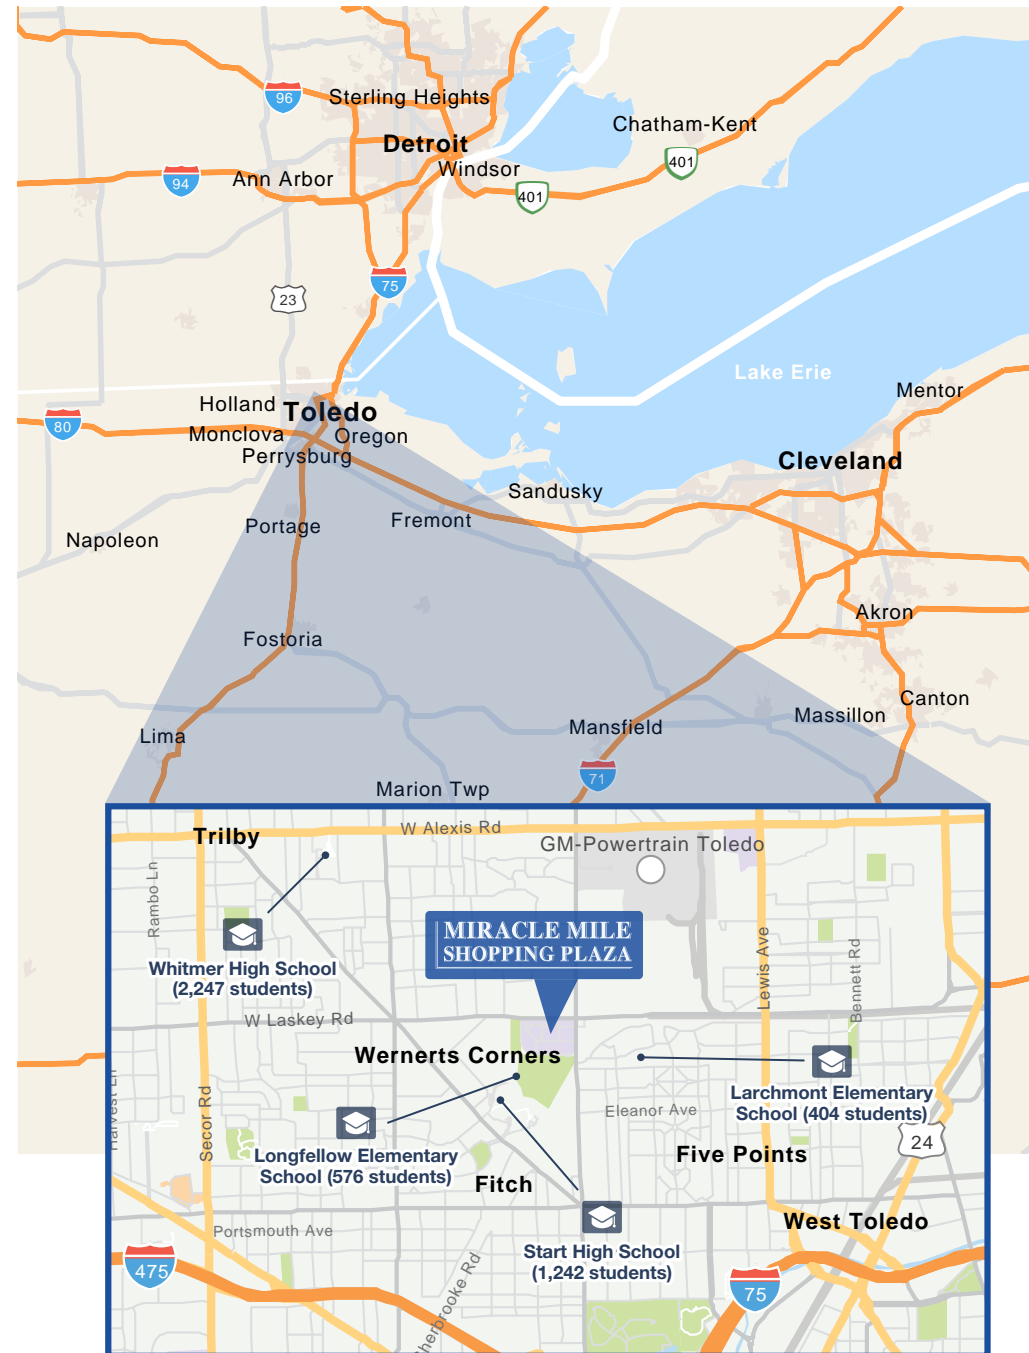 96
Sterling Heights
Chatham-Kent
Detroit
401
Windsor
94
Ann Arbor
401
75
23
Lake Erie
Mentor
Holland
Toledo
80
Monclova
Oregon
Perrysburg
Cleveland
Sandusky
Portage
Fremont
Napoleon
Akron
Fostoria
Canton
Massillon
Mansfield
Lima
71
Marion Twp
W Alexis Rd
Trilby
GM-Powertrain Toledo
Rambo Ln
MIRACLE MILE
SHOPPING PLAZA
Lewis Ave
Bennett Rd
Whitmer High School
(2,247 students)
W Laskey Rd
Wernerts Corners
Harvest Ln
Secor Rd
Larchmont Elementary
School (404 students)
Eleanor Ave
24
Longfellow Elementary
School (576 students)
Five Points
Fitch
West Toledo
Portsmouth Ave
Start High School
(1,242 students)
475
75
Sherbrooke Rd